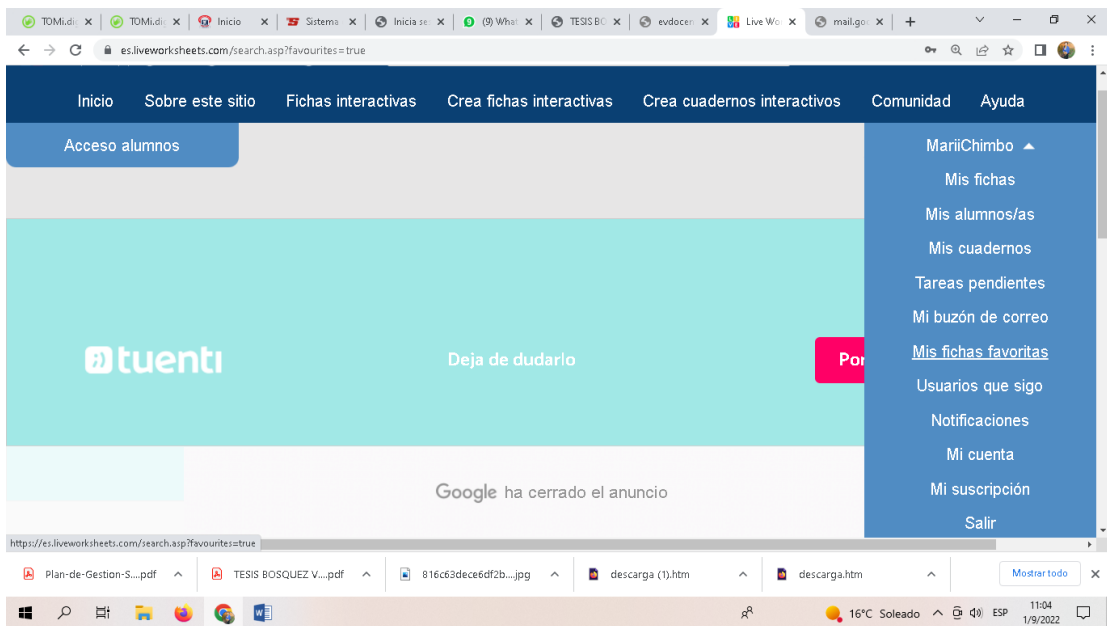 TOMi.di
TOMi.di
Inicio
Sistema
Inicia se
(9) What
TESIS BO
evdocen
Live Wo
mail.goo
es.liveworksheets.com/search.asp?favourites=true
Inicio Sobre este sitio Fichas interactivas Crea fichas interactivas Crea cuadernos interactivos Comunidad Ayuda
Acceso alumnos
MariiChimbo
Mis fichas
Mis alumnos/as
Mis cuadernos
Tareas pendientes
Mi buzón de correo
Mis fichas favoritas
Usuarios que sigo
Notificaciones
Mi cuenta
Mi suscripción
Salir
tuenti
Deja de dudarlo
Por
Google ha cerrado el anuncio
https://es.liveworksheets.com/search.asp?favourites=true
Plan-de-Gestion-S....pdf
TESIS BOSQUEZ V....pdf
816c63dece6df2b....jpg
descarga (1).htm
descarga.htm
Mostrar todo
16°C Soleado
ESP
11:04
1/9/2022